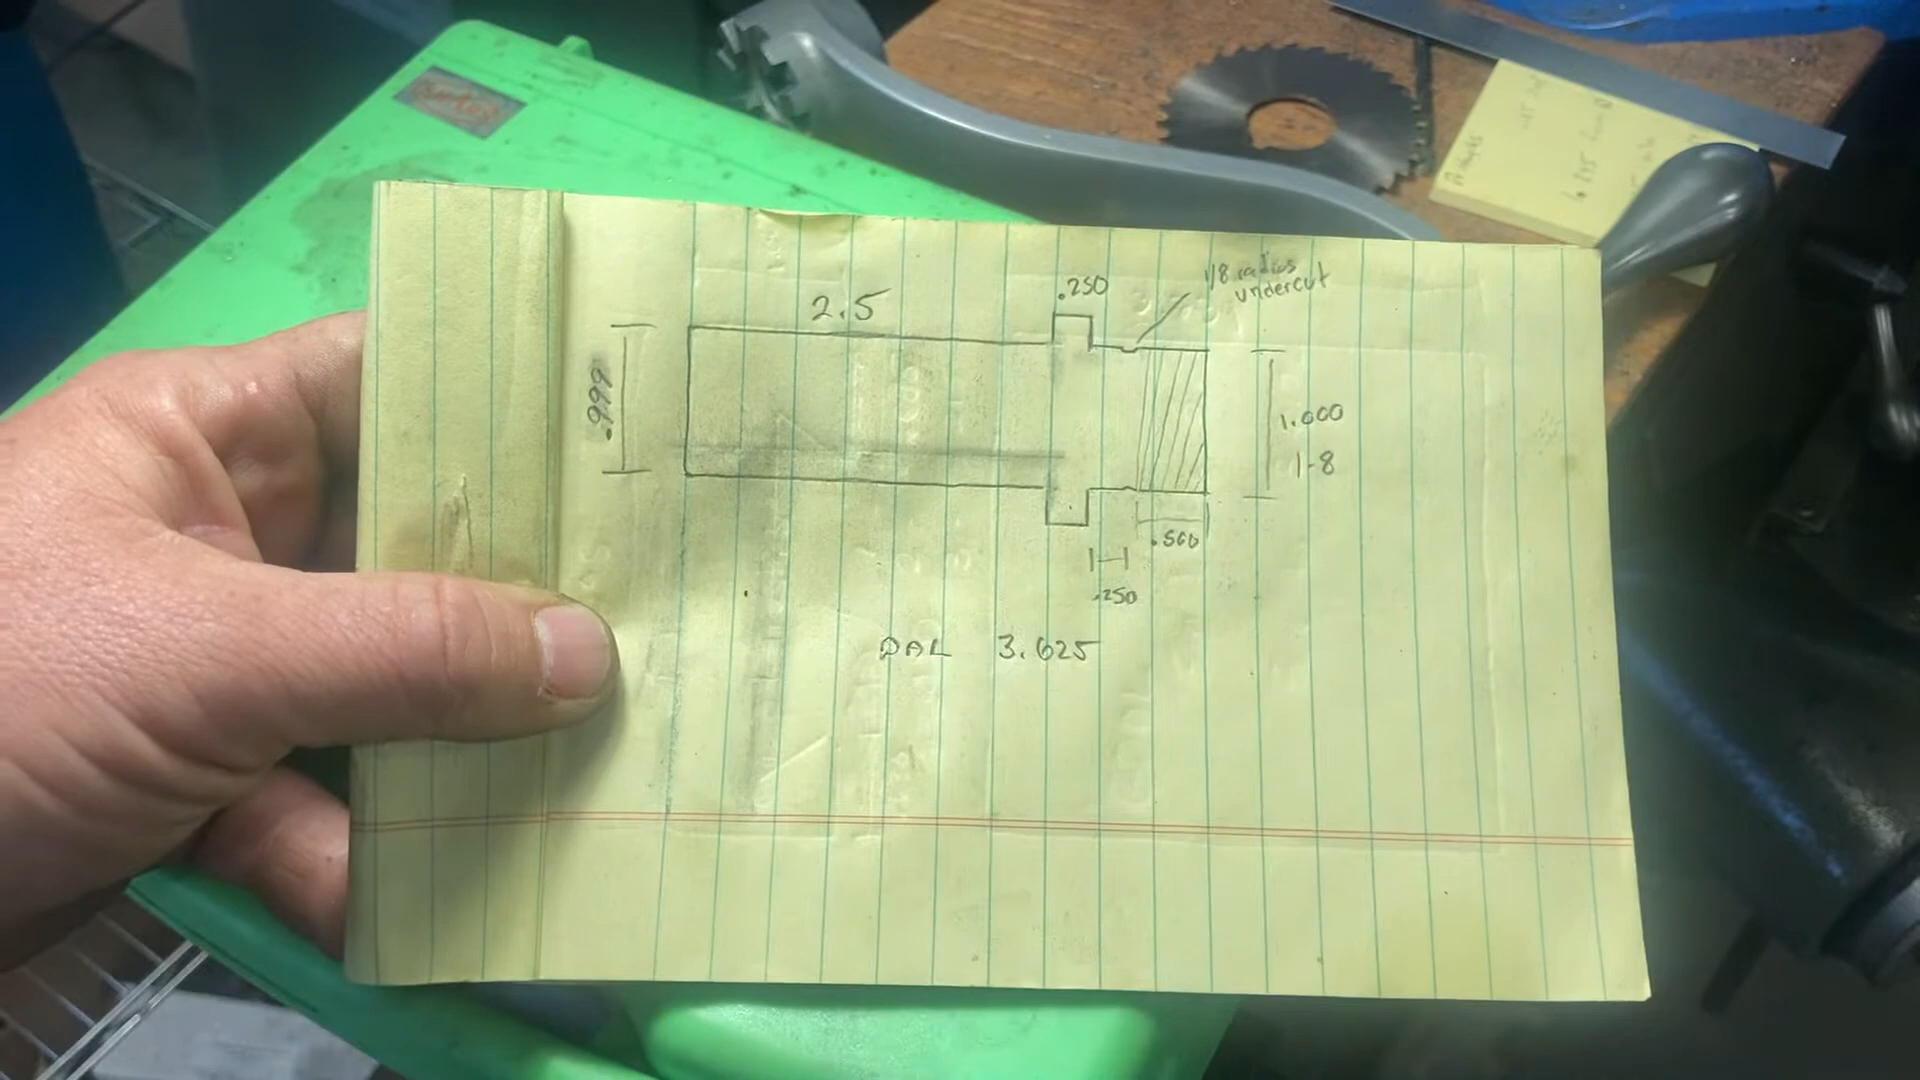 1/8 radius
undercut
.250
2.5
.999
1.000
1-8
.500
.250
OAL 3.625